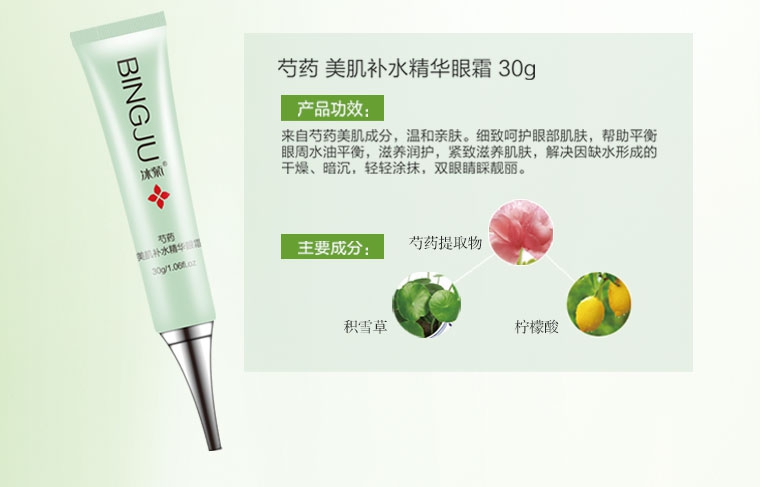 BINGJU
冰菊®
芍药
美肌补水精华眼霜
30g/1.06fl.oz
芍药 美肌补水精华眼霜 30g
产品功效：
来自芍药美肌成分，温和亲肤。细致呵护眼部肌肤，帮助平衡
眼周水油平衡，滋养润护，紧致滋养肌肤，解决因缺水形成的
干燥、暗沉，轻轻涂抹，双眼睛睬靓丽。
主要成分：
芍药提取物
积雪草
柠檬酸